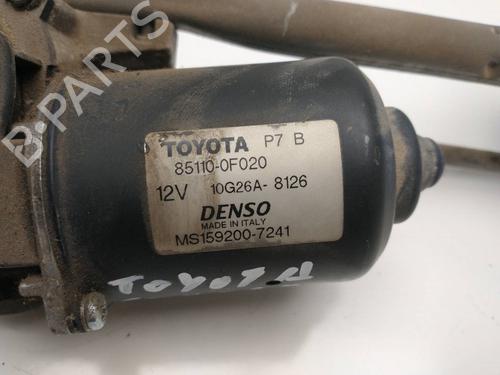 TOYOTA P7 B
85110-0F020
12V 10G26A- 8126
DENSO
MADE IN ITALY
MS159200-7241
TOYOTA
B-PARTS